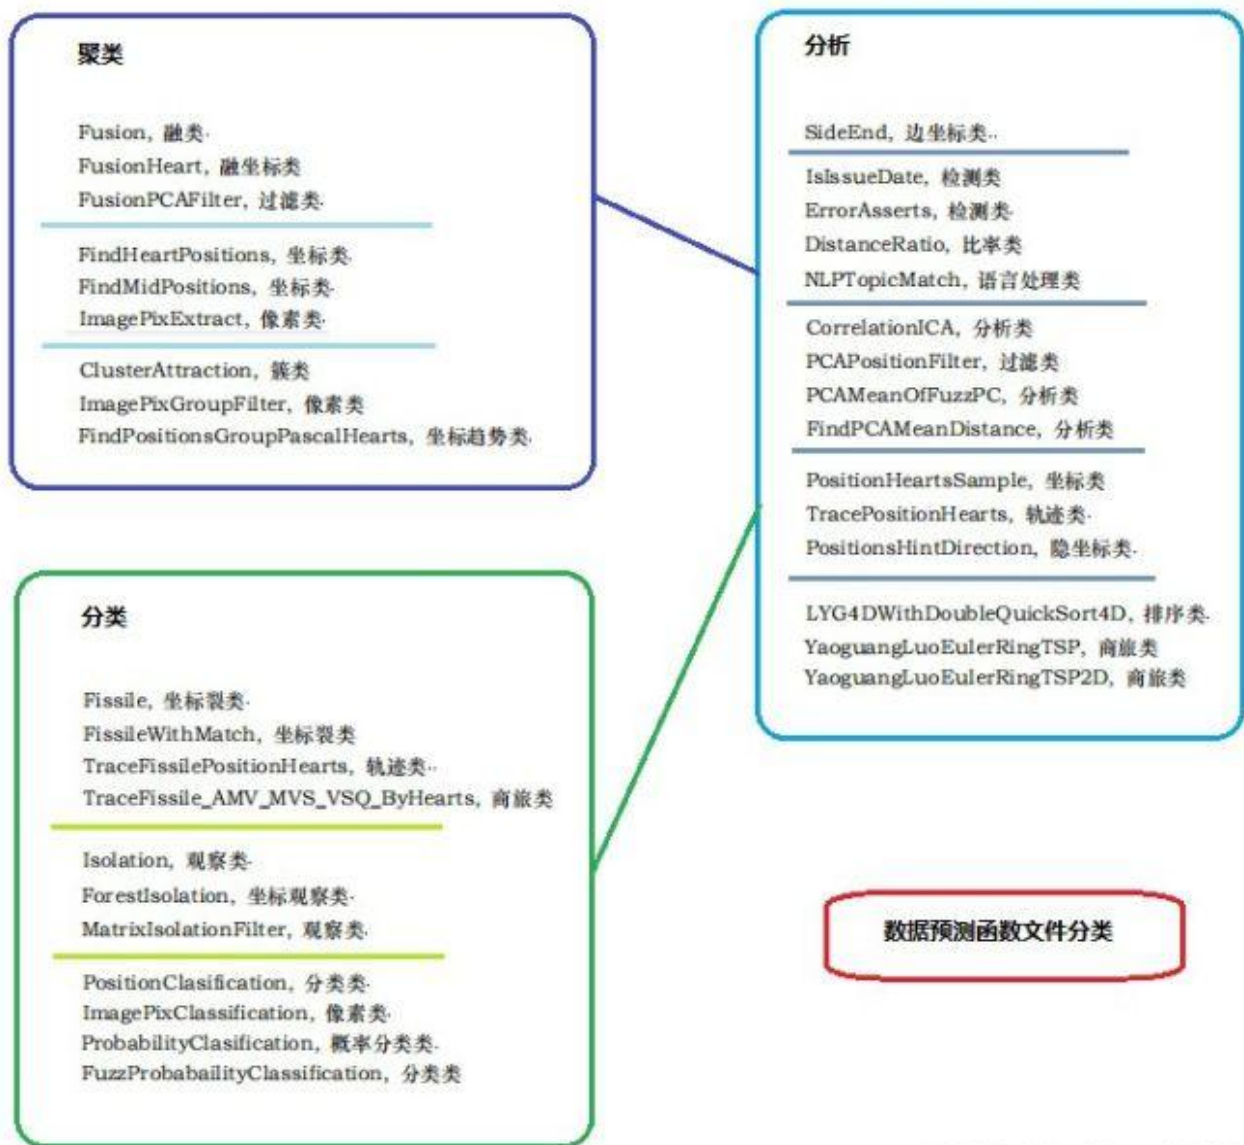 聚类
Fusion, 融类.
FusionHeart, 融坐标类
FusionPCAFilter, 过滤类.
FindHeartPositions, 坐标类.
FindMidPositions, 坐标类.
ImagePixExtract, 像素类.
ClusterAttraction, 簇类
ImagePixGroupFilter, 像素类
FindPositionsGroupPascalHearts, 坐标趋势类.
分类
Fissile, 坐标裂类.
FissileWithMatch, 坐标裂类
TraceFissilePositionHearts, 轨迹类..
TraceFissile_AMV_MVS_VSQ_ByHearts, 商旅类
Isolation, 观察类.
ForestIsolation, 坐标观察类.
MatrixIsolationFilter, 观察类.
PositionClasification, 分类类.
ImagePixClassification, 像素类.
ProbabilityClasification, 概率分类类.
FuzzProbabailityClassification, 分类类
分析
SideEnd, 边坐标类..
IsIssueDate, 检测类
ErrorAsserts, 检测类.
DistanceRatio, 比率类
NLPTopicMatch, 语言处理类
CorrelationICA, 分析类
PCAPositionFilter, 过滤类
PCAMeanOfFuzzPC, 分析类
FindPCAMeanDistance, 分析类
PositionHeartsSample, 坐标类
TracePositionHearts, 轨迹类.
PositionsHintDirection, 隐坐标类.
LYG4DWithDoubleQuickSort4D, 排序类.
YaoguangLuoEulerRingTSP, 商旅类
YaoguangLuoEulerRingTSP2D, 商旅类
数据预测函数文件分类